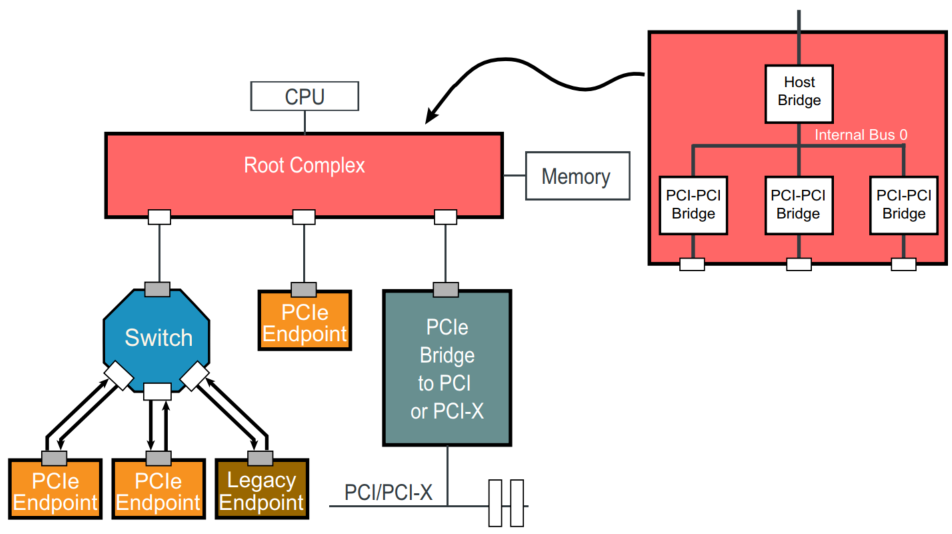 CPU
Root Complex
Memory
Host
Bridge
Internal Bus 0
PCI-PCI
Bridge
PCI-PCI
Bridge
PCI-PCI
Bridge
Switch
PCIe
Endpoint
PCIe
Bridge
to PCI
or PCI-X
PCIe
Endpoint
PCIe
Endpoint
Legacy
Endpoint
PCI/PCI-X